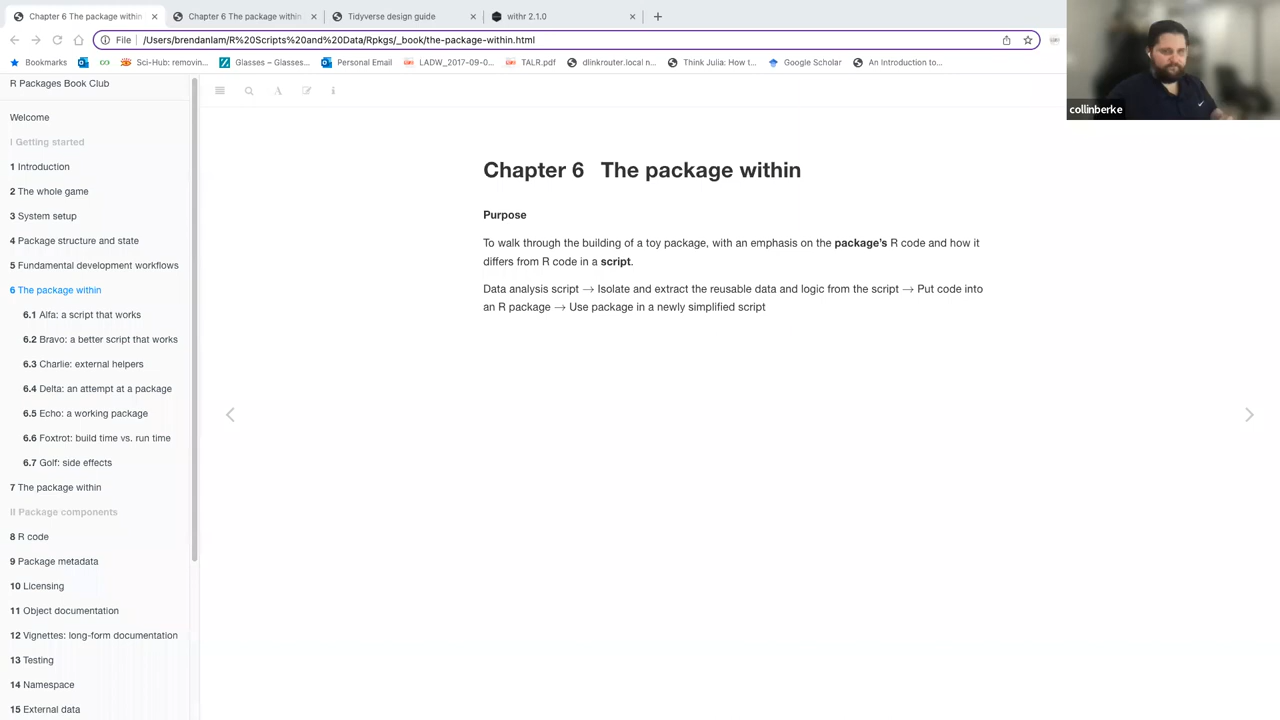 Chapter 6 The package within
Chapter 6 The package within
Tidyverse design guide
withr 2.1.0
File
/Users/brendanlam/R%20Scripts%20and%20Data/Rpkgs/_book/the-package-within.html
Bookmarks
Sci-Hub: removin...
Glasses – Glasses...
Personal Email
LADW_2017-09-0...
TALR.pdf
dlinkrouter.local n...
Think Julia: How t...
Google Scholar
An Introduction to...
collinberke
R Packages Book Club
Welcome
I Getting started
1 Introduction
2 The whole game
3 System setup
4 Package structure and state
5 Fundamental development workflows
6 The package within
6.1 Alfa: a script that works
6.2 Bravo: a better script that works
6.3 Charlie: external helpers
6.4 Delta: an attempt at a package
6.5 Echo: a working package
6.6 Foxtrot: build time vs. run time
6.7 Golf: side effects
7 The package within
II Package components
8 R code
9 Package metadata
10 Licensing
11 Object documentation
12 Vignettes: long-form documentation
13 Testing
14 Namespace
15 External data
Chapter 6 The package within
Purpose
To walk through the building of a toy package, with an emphasis on the package's R code and how it
differs from R code in a script.
Data analysis script → Isolate and extract the reusable data and logic from the script → Put code into
an R package → Use package in a newly simplified script